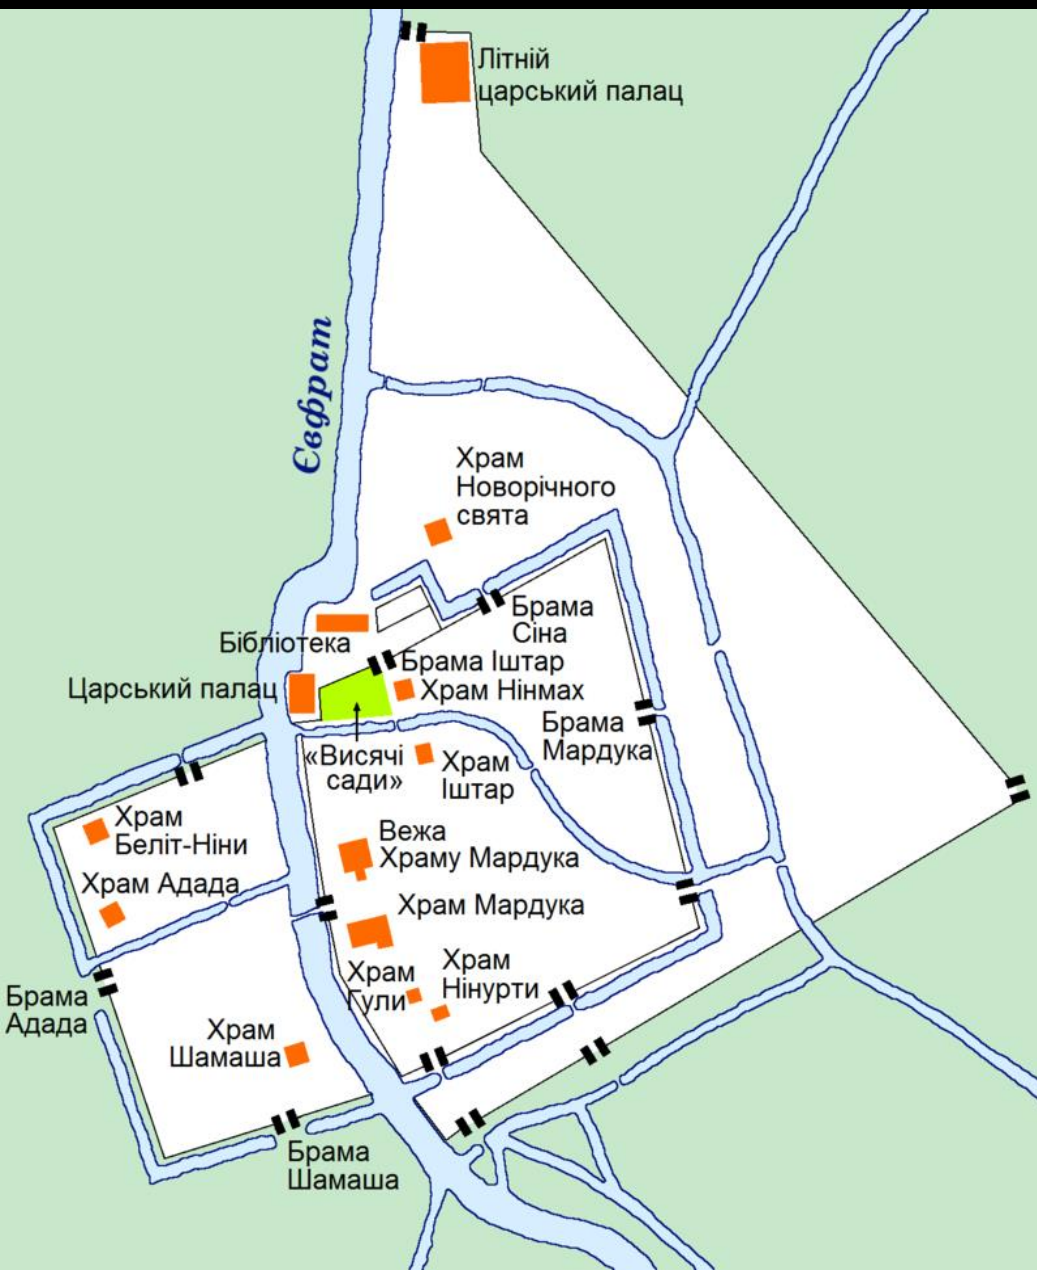 Літній
царський палац
Євфрат
Храм
Новорічного
свята
Брама
Сіна
Бібліотека
Брама Іштар
Царський палац
Храм Нінмах
Брама
Мардука
«Висячі
сади»
Храм
Іштар
Храм
Беліт-Ніни
Вежа
Храму Мардука
Храм Адада
Храм Мардука
Храм
Гули
Храм
Нінурти
Брама
Адада
Храм
Шамаша
Брама
Шамаша